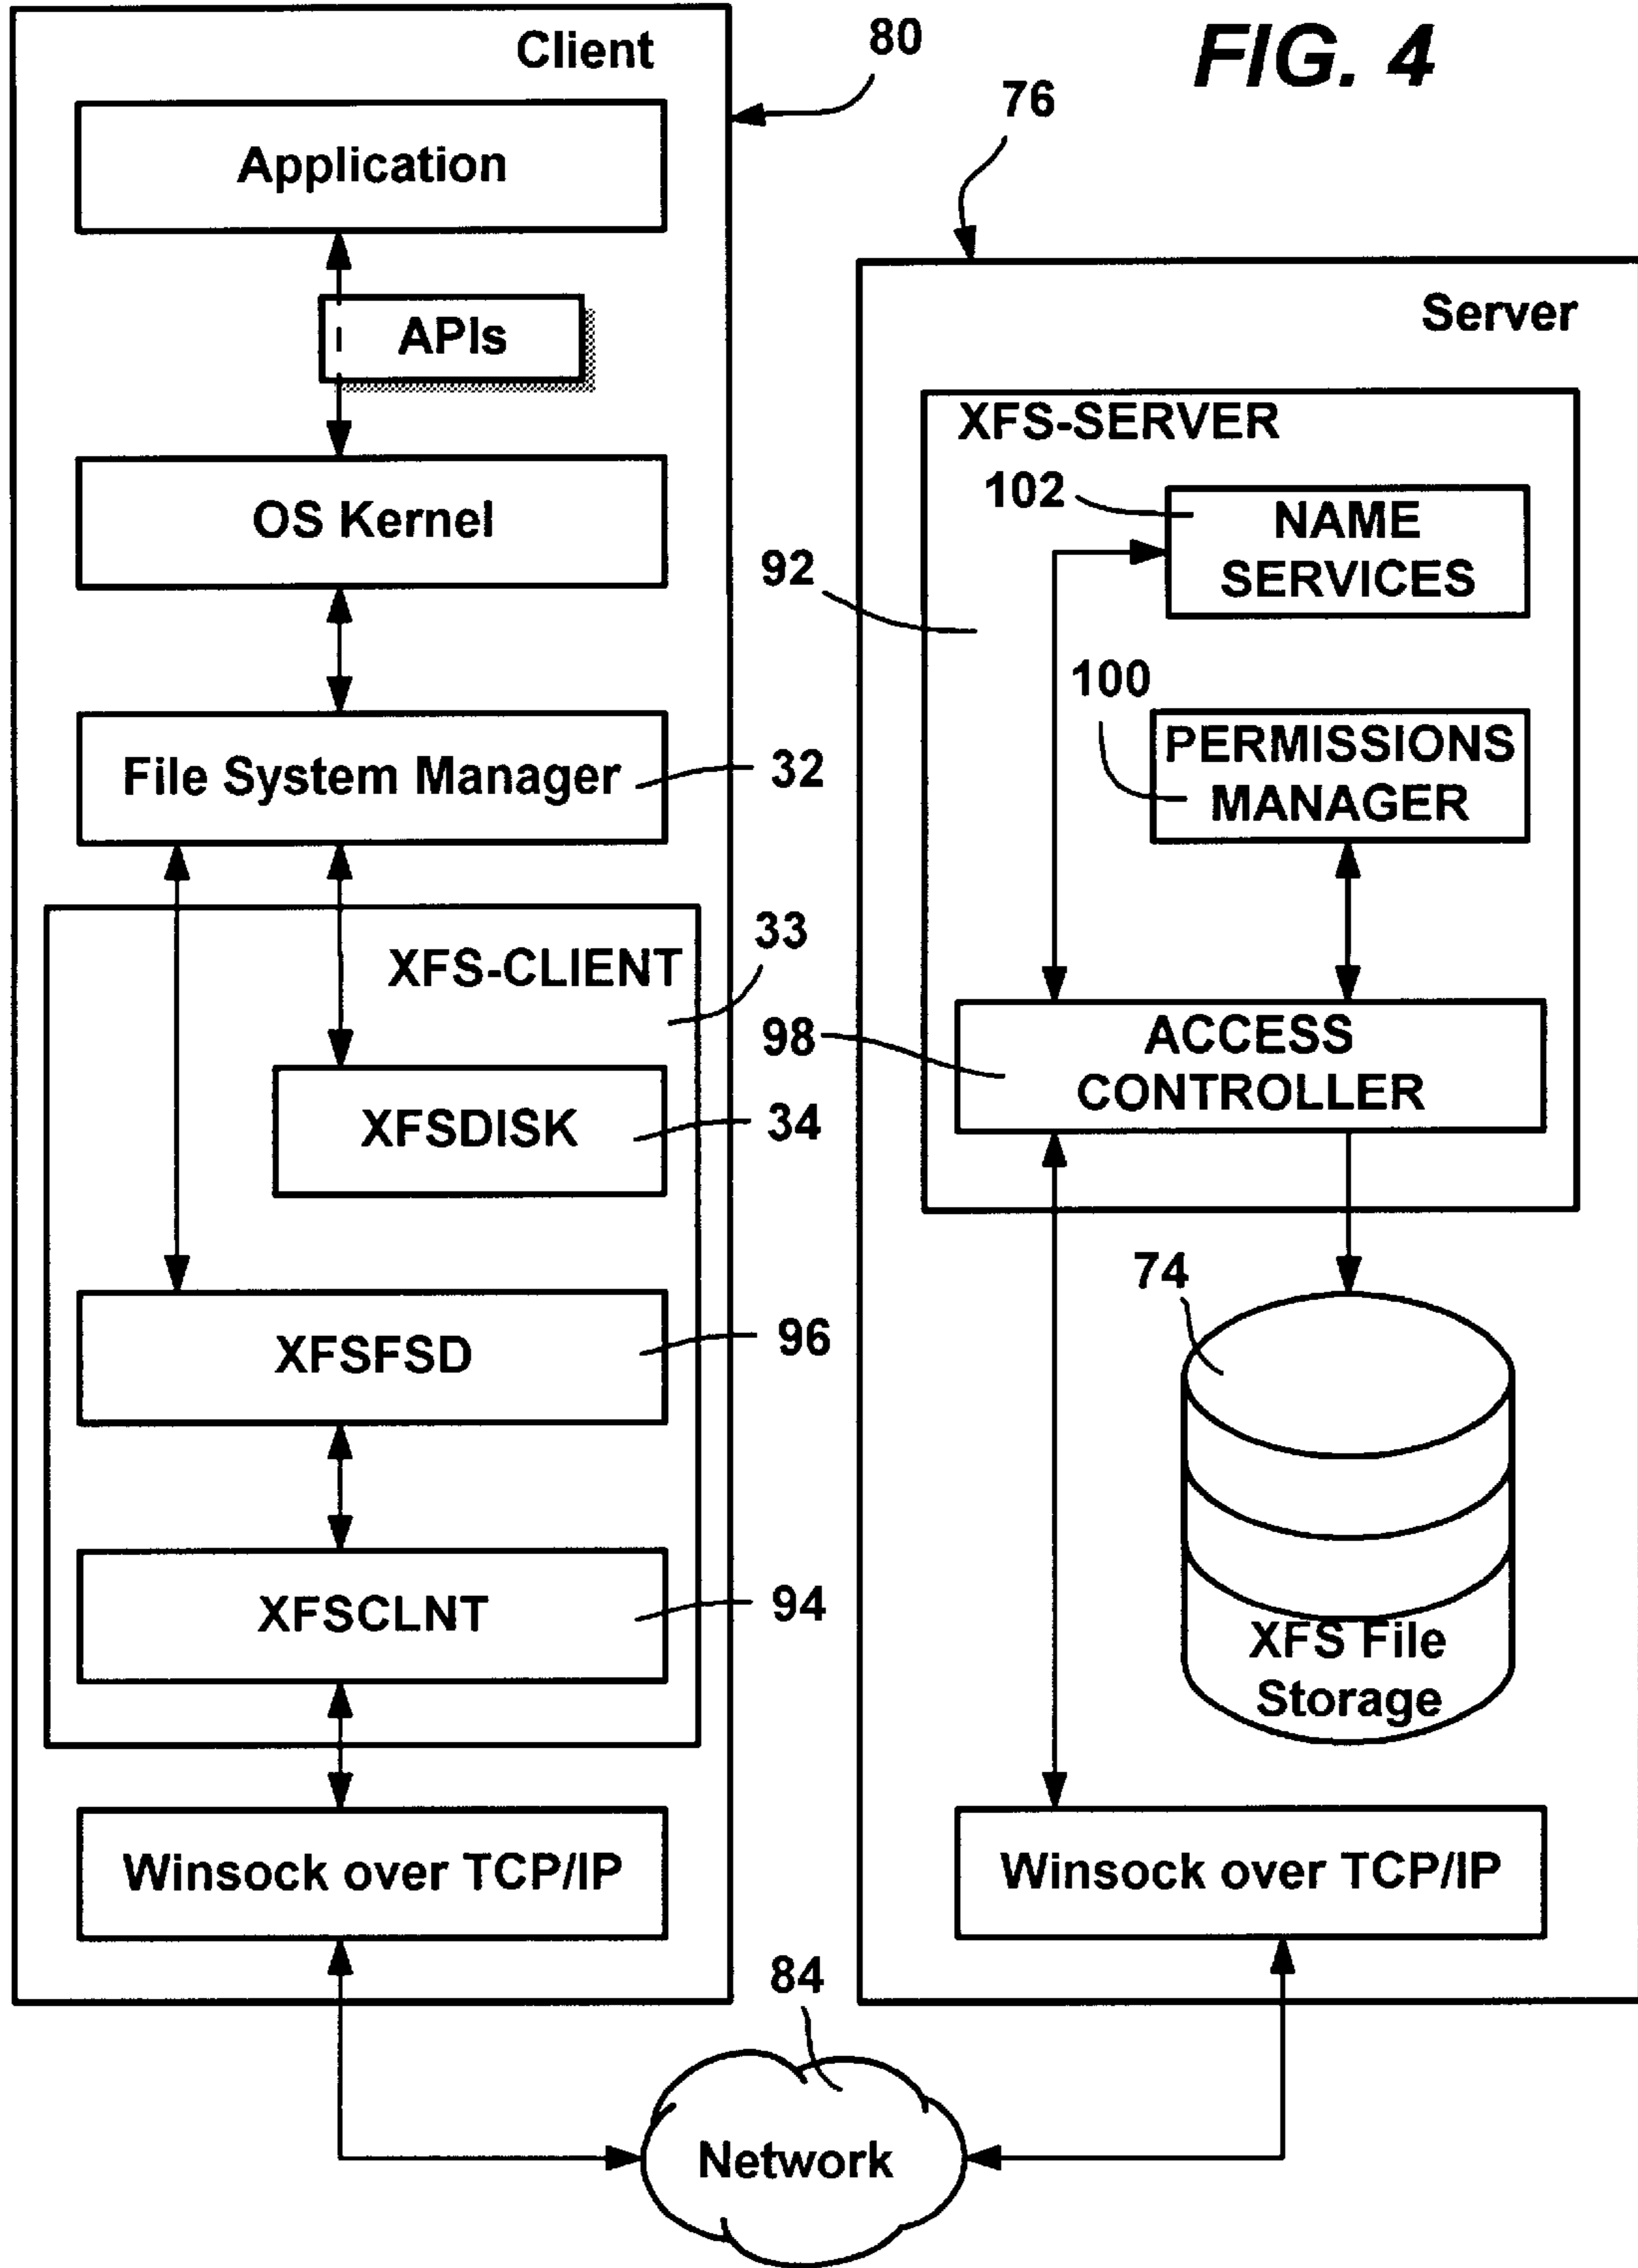 FIG. 4
Client
80
Application
APIs
OS Kernel
File System Manager
32
XFS-CLIENT
33
XFSDISK
34
XFSFSD
96
XFSCLNT
94
Winsock over TCP/IP
76
Server
XFS-SERVER
92
102
NAME
SERVICES
100
PERMISSIONS
MANAGER
98
ACCESS
CONTROLLER
74
XFS File
Storage
Winsock over TCP/IP
84
Network